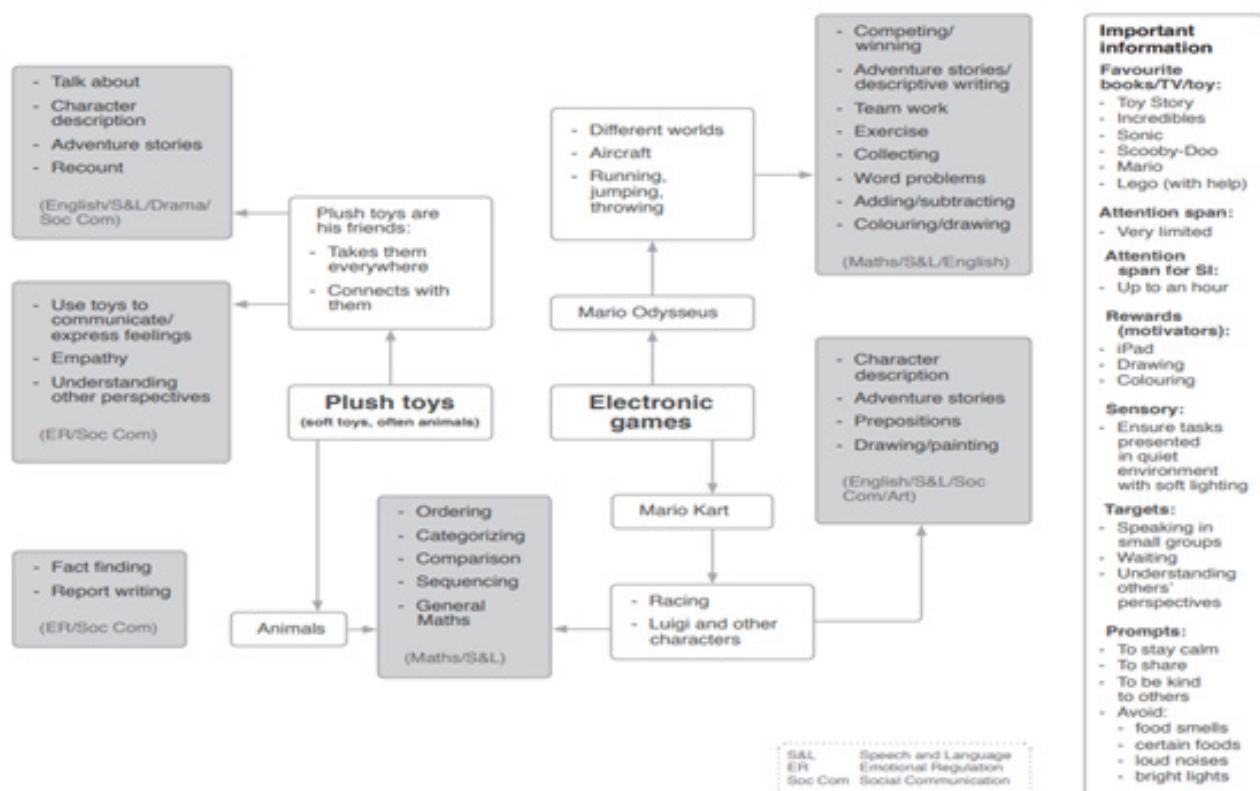 - Talk about
- Character
description
- Adventure stories
- Recount
(English/S&L/Drama/
Soc Com)
- Use toys to
communicate/
express feelings
- Empathy
- Understanding
other perspectives
(ER/Soc Com)
- Fact finding
- Report writing
(ER/Soc Com)
Plush toys are
his friends:
- Takes them
everywhere
- Connects with
them
Plush toys
(soft toys, often animals)
Animals
- Ordering
- Categorizing
- Comparison
- Sequencing
- General
Maths
(Maths/S&L)
- Different worlds
- Aircraft
- Running,
jumping,
throwing
Mario Odysseus
Electronic
games
Mario Kart
- Racing
- Luigi and other
characters
- Competing/
winning
- Adventure stories/
descriptive writing
- Team work
- Exercise
- Collecting
- Word problems
- Adding/subtracting
- Colouring/drawing
(Maths/S&L/English)
- Character
description
- Adventure stories
- Prepositions
- Drawing/painting
(English/S&L/Soc
Com/Art)
S&L Speech and Language
ER Emotional Regulation
Soc Com Social Communication
Important
information
Favourite
books/TV/toy:
- Toy Story
- Incredibles
- Sonic
- Scooby-Doo
- Mario
- Lego (with help)
Attention span:
- Very limited
Attention
span for SI:
- Up to an hour
Rewards
(motivators):
- iPad
- Drawing
- Colouring
Sensory:
- Ensure tasks
presented
in quiet
environment
with soft lighting
Targets:
- Speaking in
small groups
- Waiting
- Understanding
others'
perspectives
Prompts:
- To stay calm
- To share
- To be kind
to others
- Avoid:
- food smells
- certain foods
- loud noises
- bright lights